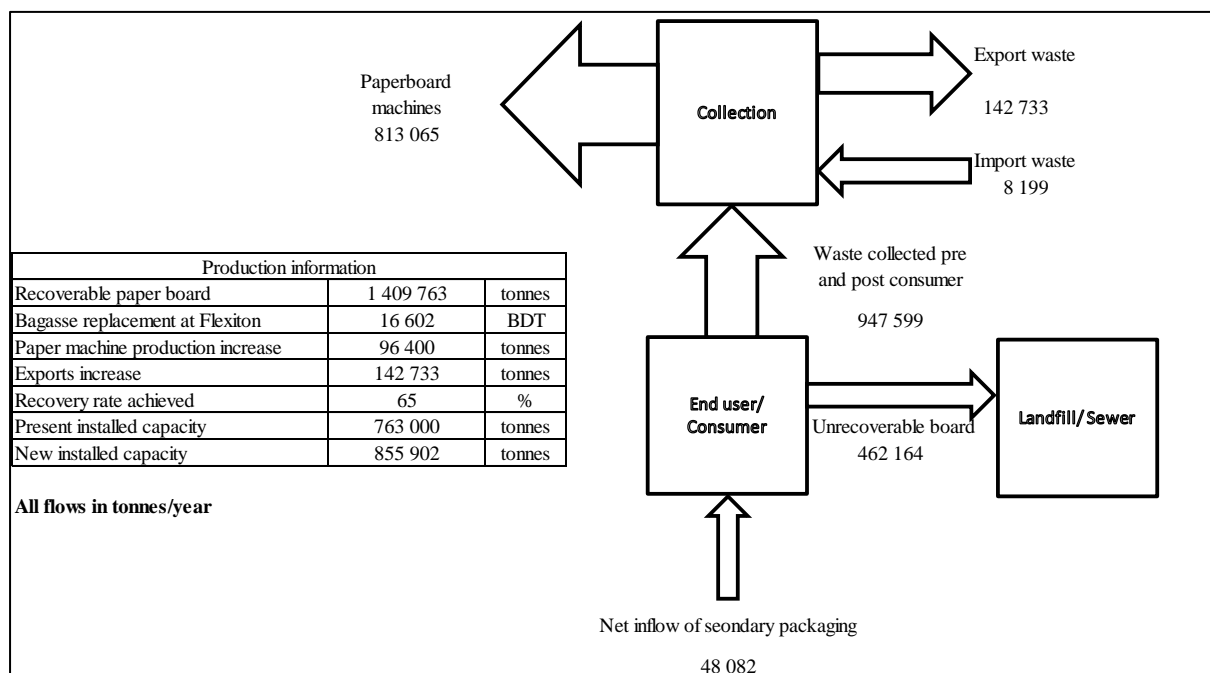 Paperboard
machines
813 065
Collection
Export waste
142 733
Import waste
8 199
Waste collected pre
and post consumer
947 599
Production information
Recoverable paper board 1 409 763 tonnes
Bagasse replacement at Flexiton 16 602 BDT
Paper machine production increase 96 400 tonnes
Exports increase 142 733 tonnes
Recovery rate achieved 65 %
Present installed capacity 763 000 tonnes
New installed capacity 855 902 tonnes
All flows in tonnes/year
End user/
Consumer
Unrecoverable board
462 164
Landfill/ Sewer
Net inflow of seondary packaging
48 082